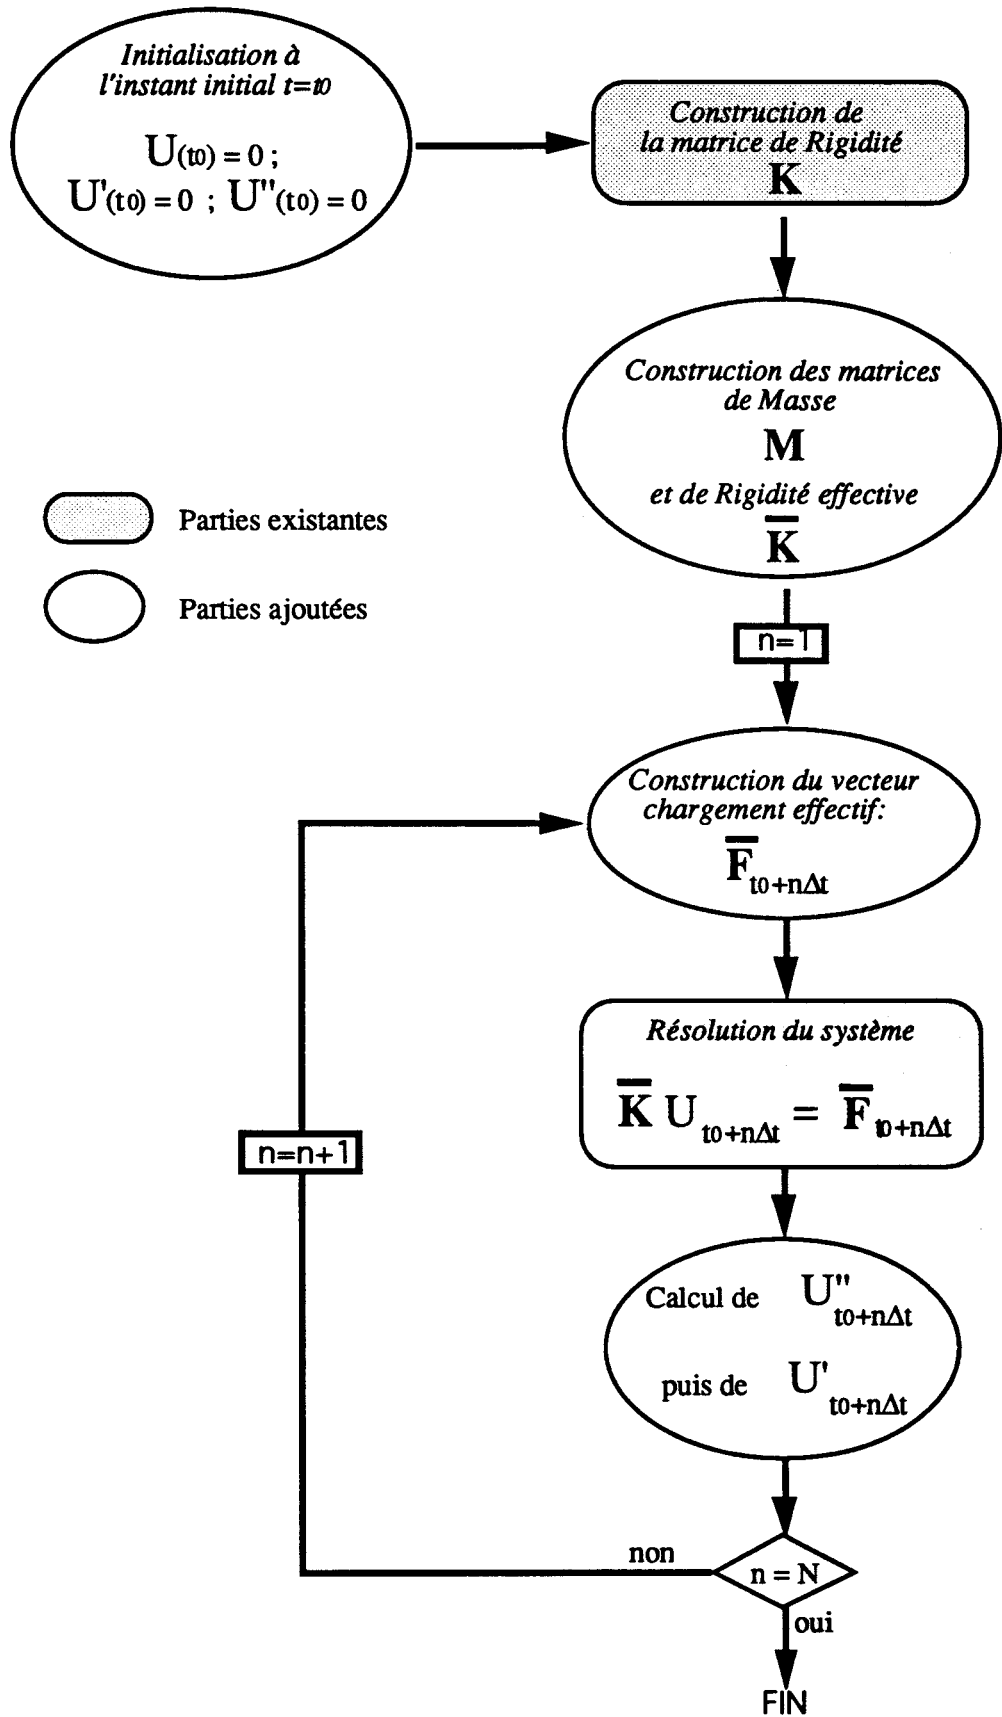 Initialisation à
l'instant initial t=t0
U(t0) = 0 ;
U'(t0) = 0 ; U''(t0) = 0
Construction de
la matrice de Rigidité
K
Construction des matrices
de Masse
M
et de Rigidité effective
K̅
Parties existantes
Parties ajoutées
n=1
Construction du vecteur
chargement effectif:
F̅ t0+nΔt
Résolution du système
K̅ U t0+nΔt = F̅ t0+nΔt
n=n+1
Calcul de U'' t0+nΔt
puis de U' t0+nΔt
non
n = N
oui
FIN